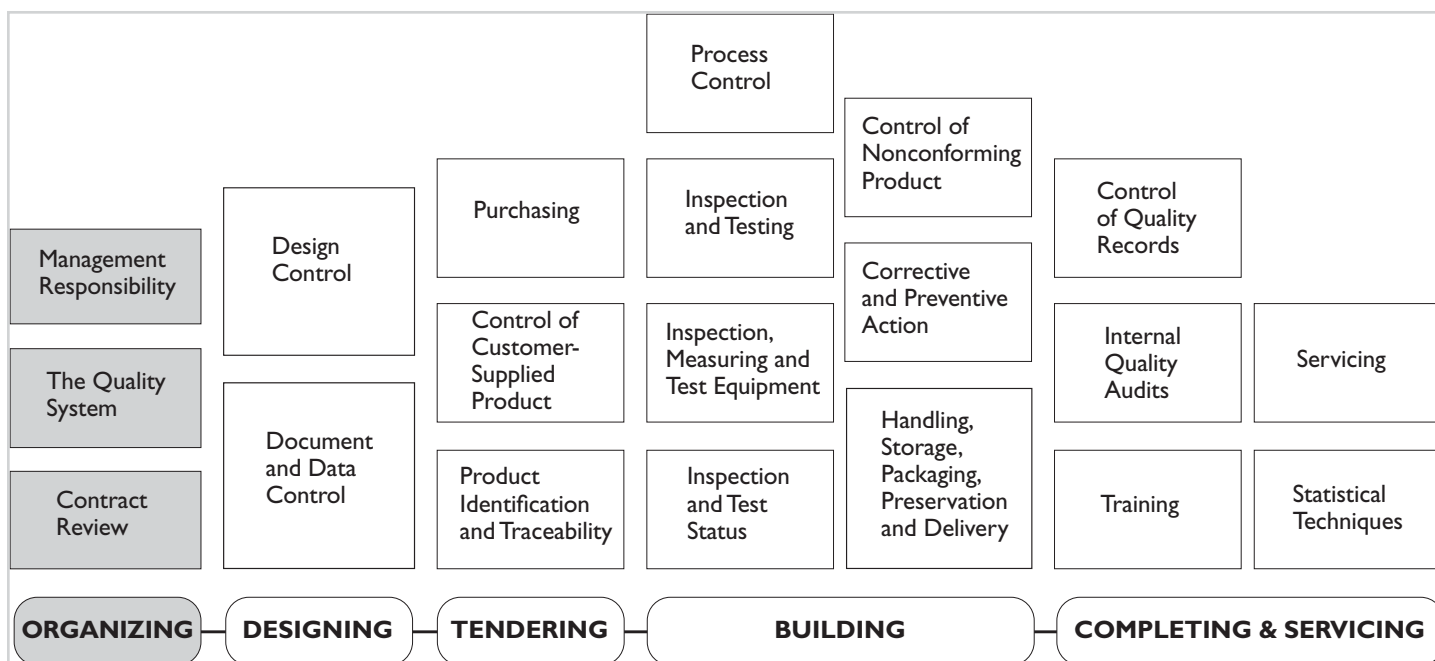 Management
Responsibility
The Quality
System
Contract
Review
ORGANIZING
Design
Control
Document
and Data
Control
DESIGNING
Purchasing
Control of
Customer-
Supplied
Product
Product
Identification
and Traceability
TENDERING
Process
Control
Inspection
and Testing
Inspection,
Measuring and
Test Equipment
Inspection
and Test
Status
Control of
Nonconforming
Product
Corrective
and Preventive
Action
Handling,
Storage,
Packaging,
Preservation
and Delivery
BUILDING
Control
of Quality
Records
Internal
Quality
Audits
Training
Servicing
Statistical
Techniques
COMPLETING & SERVICING